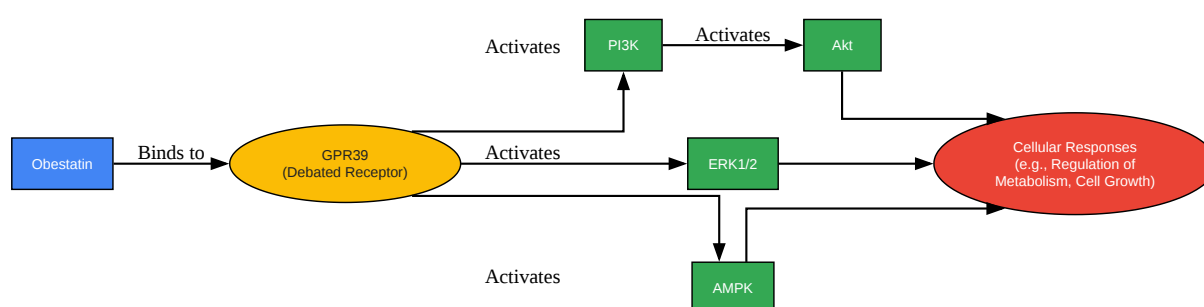 Activates
PI3K
Activates
Akt
Obestatin
Binds to
GPR39
(Debated Receptor)
Activates
ERK1/2
Cellular Responses
(e.g., Regulation of
Metabolism, Cell Growth)
Activates
AMPK